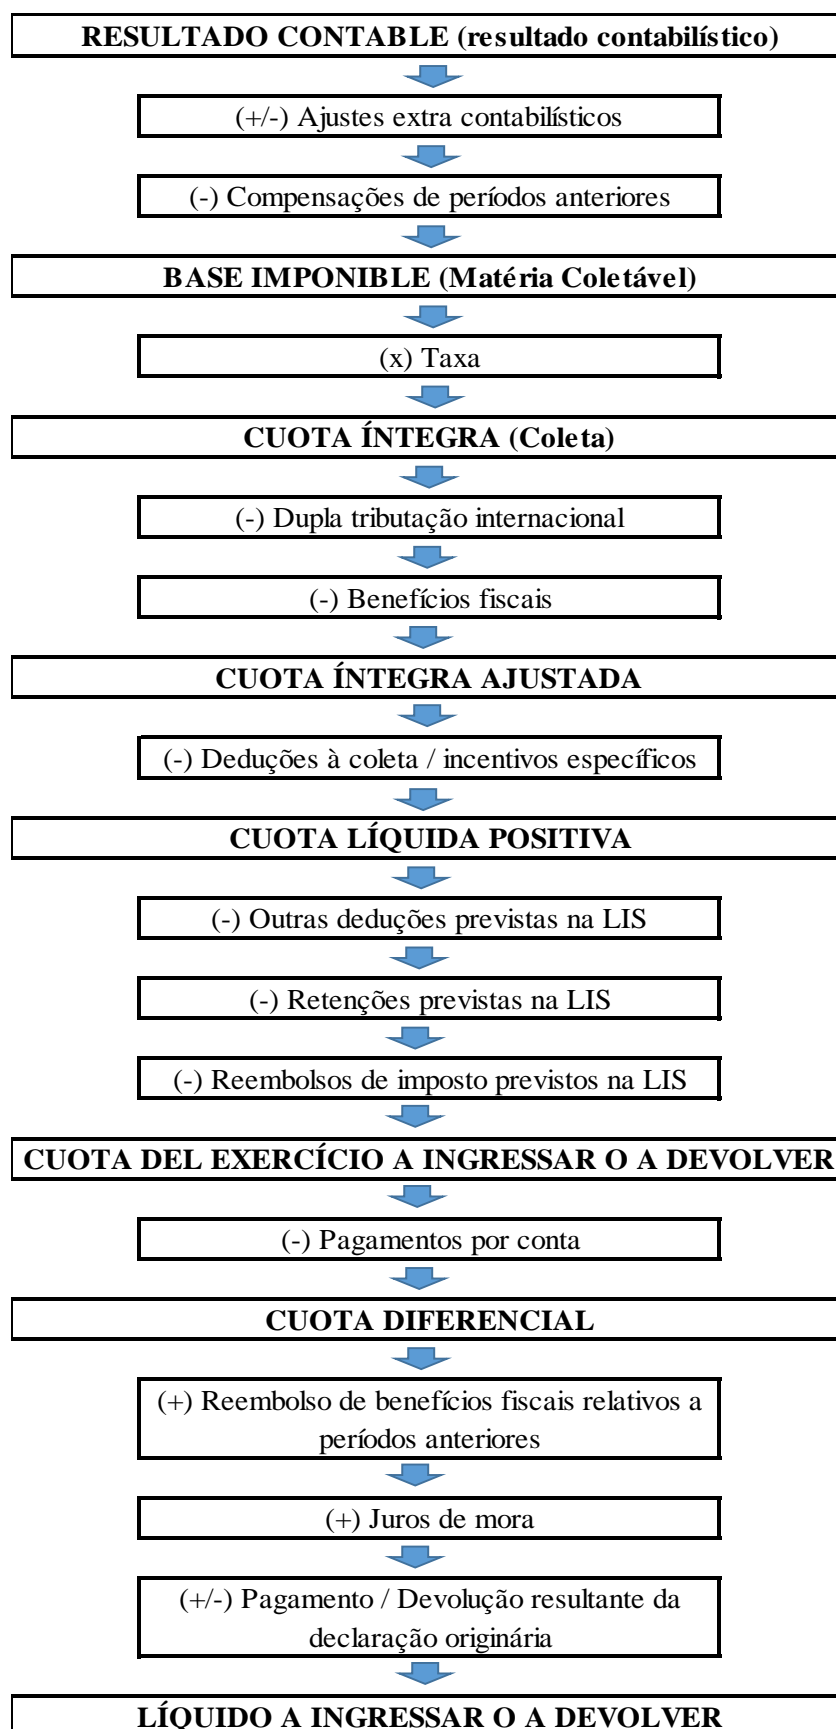 RESULTADO CONTABLE (resultado contabilístico)
(+/-) Ajustes extra contabilísticos
(-) Compensações de períodos anteriores
BASE IMPONIBLE (Matéria Coletável)
(x) Taxa
CUOTA ÍNTEGRA (Coleta)
(-) Dupla tributação internacional
(-) Benefícios fiscais
CUOTA ÍNTEGRA AJUSTADA
(-) Deduções à coleta / incentivos específicos
CUOTA LÍQUIDA POSITIVA
(-) Outras deduções previstas na LIS
(-) Retenções previstas na LIS
(-) Reembolsos de imposto previstos na LIS
CUOTA DEL EXERCÍCIO A INGRESSAR O A DEVOLVER
(-) Pagamentos por conta
CUOTA DIFERENCIAL
(+) Reembolso de benefícios fiscais relativos a
períodos anteriores
(+) Juros de mora
(+/-) Pagamento / Devolução resultante da
declaração originária
LÍQUIDO A INGRESSAR O A DEVOLVER